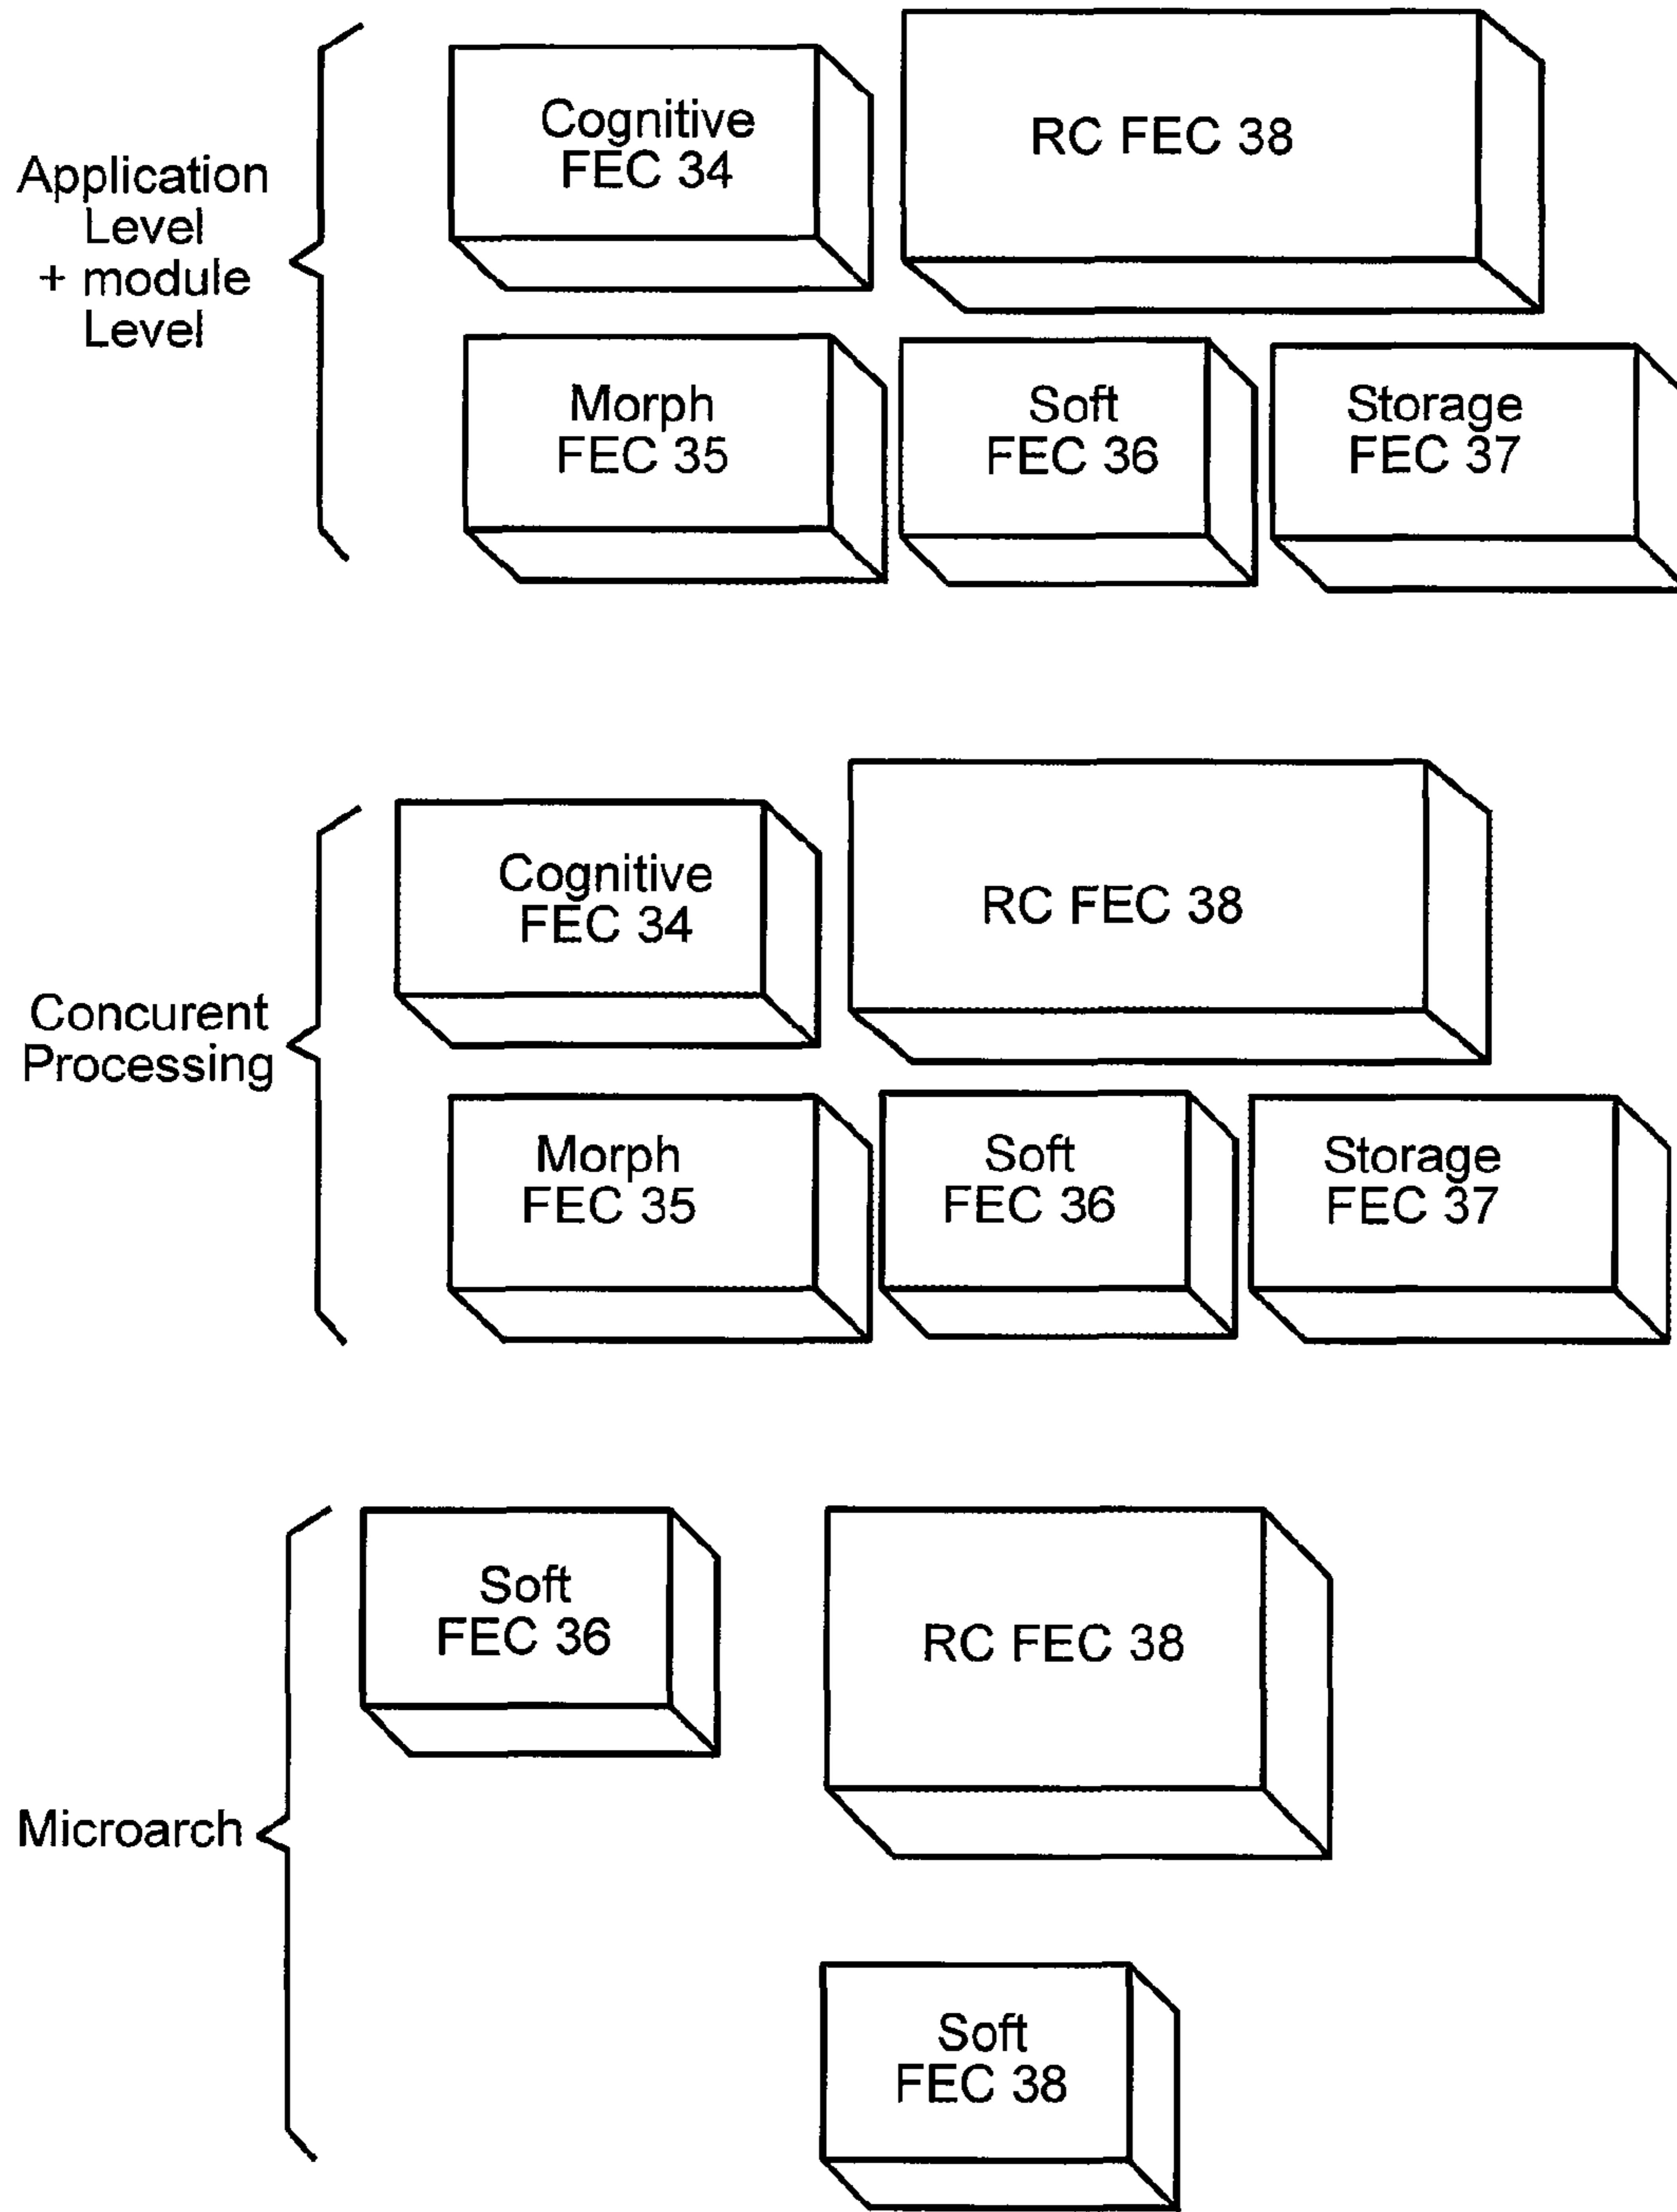 Application
Level
+ module
Level
Cognitive
FEC 34
RC FEC 38
Morph
FEC 35
Soft
FEC 36
Storage
FEC 37
Concurent
Processing
Cognitive
FEC 34
RC FEC 38
Morph
FEC 35
Soft
FEC 36
Storage
FEC 37
Microarch
Soft
FEC 36
RC FEC 38
Soft
FEC 38